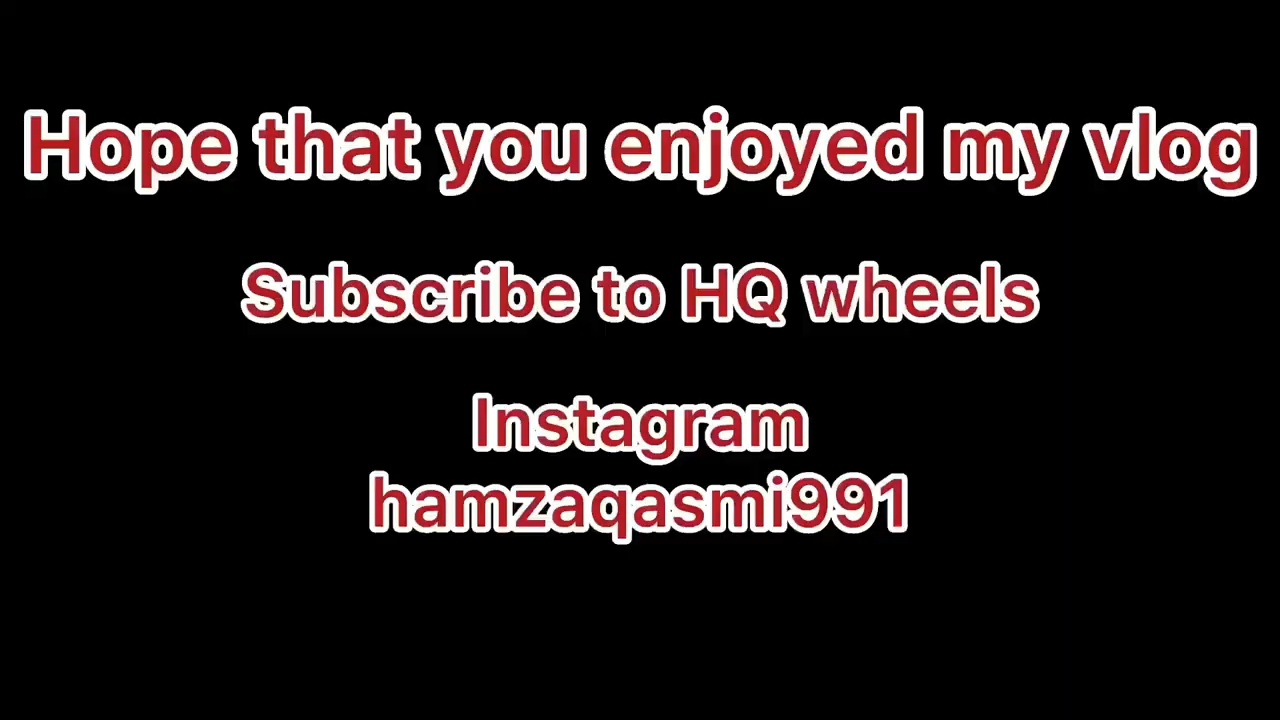 Hope that you enjoyed my vlog
Subscribe to HQ wheels
Instagram
hamzaqasmi991